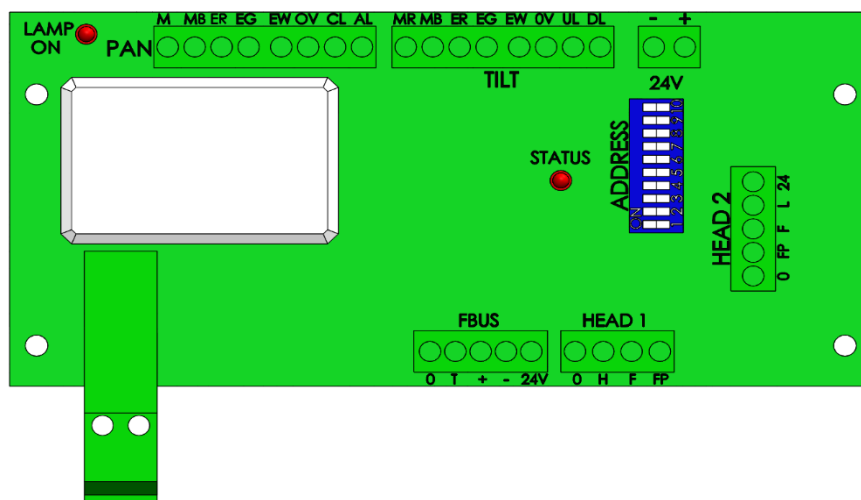 M MB ER EG EW OV CL AL
MR MB ER EG EW 0V UL DL
- +
LAMP
ON
PAN
TILT
24V
STATUS
ADDRESS
ON
1 2 3 4 5 6 7 8 9 10
HEAD 2
0 FP F L 24
FBUS
HEAD 1
0 T + - 24V
0 H F FP